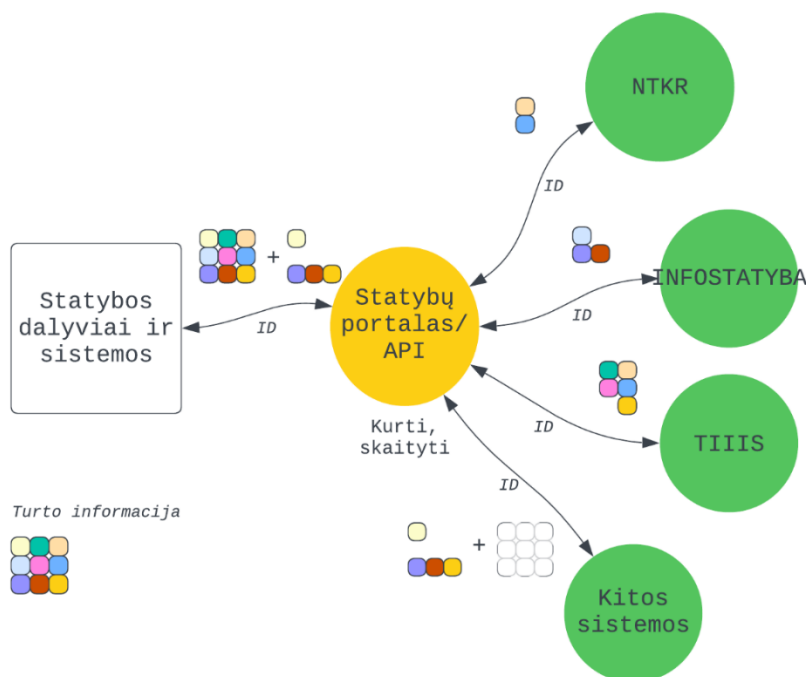 NTKR
ID
+
INFOSTATYBA
Statybos
dalyviai ir
sistemos
ID
Statybų
portalas/
API
ID
Kurti,
skaityti
ID
TIIIS
ID
Turto informacija
+
Kitos
sistemos